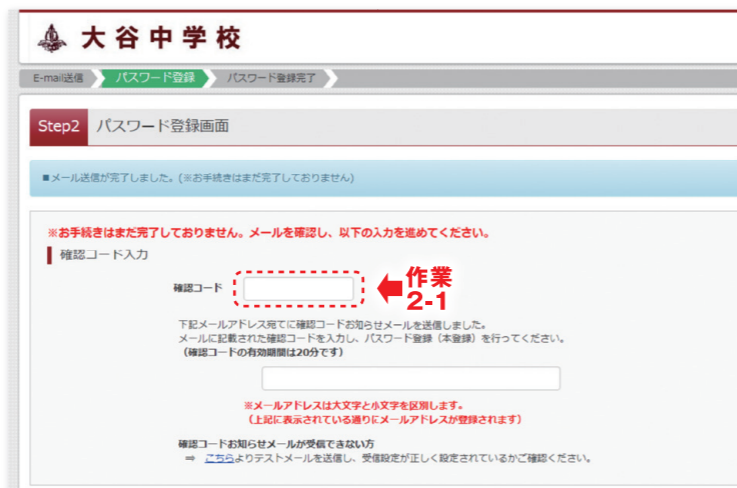 大谷中学校
E-mail送信 パスワード登録 パスワード登録完了
Step2 パスワード登録画面
■メール送信が完了しました。(※お手続きはまだ完了しておりません)
※お手続きはまだ完了しておりません。メールを確認し、以下の入力を進めてください。
確認コード入力
確認コード
作業
2-1
下記メールアドレス宛てに確認コードお知らせメールを送信しました。
メールに記載された確認コードを入力し、パスワード登録（本登録）を行ってください。
（確認コードの有効期間は20分です）
※メールアドレスは大文字と小文字を区別します。
（上記に表示されている通りにメールアドレスが登録されます）
確認コードお知らせメールが受信できない方
⇒ こちらよりテストメールを送信し、受信設定が正しく設定されているかご確認ください。